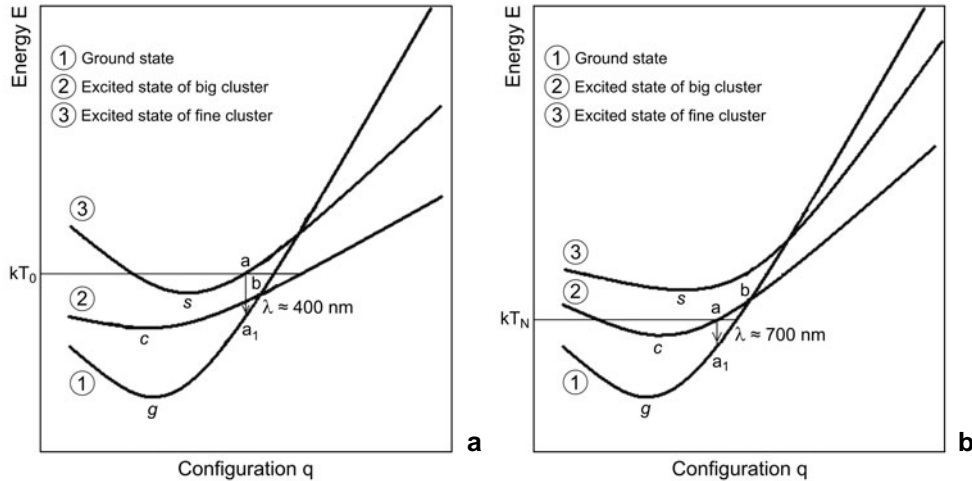 Energy E
① Ground state
② Excited state of big cluster
③ Excited state of fine cluster
③
a
kT₀
b
s
λ ≈ 400 nm
②
c
a₁
①
g
Configuration q
a
Energy E
① Ground state
② Excited state of big cluster
③ Excited state of fine cluster
③
s
②
b
a
kT_N
λ ≈ 700 nm
c
a₁
①
g
Configuration q
b